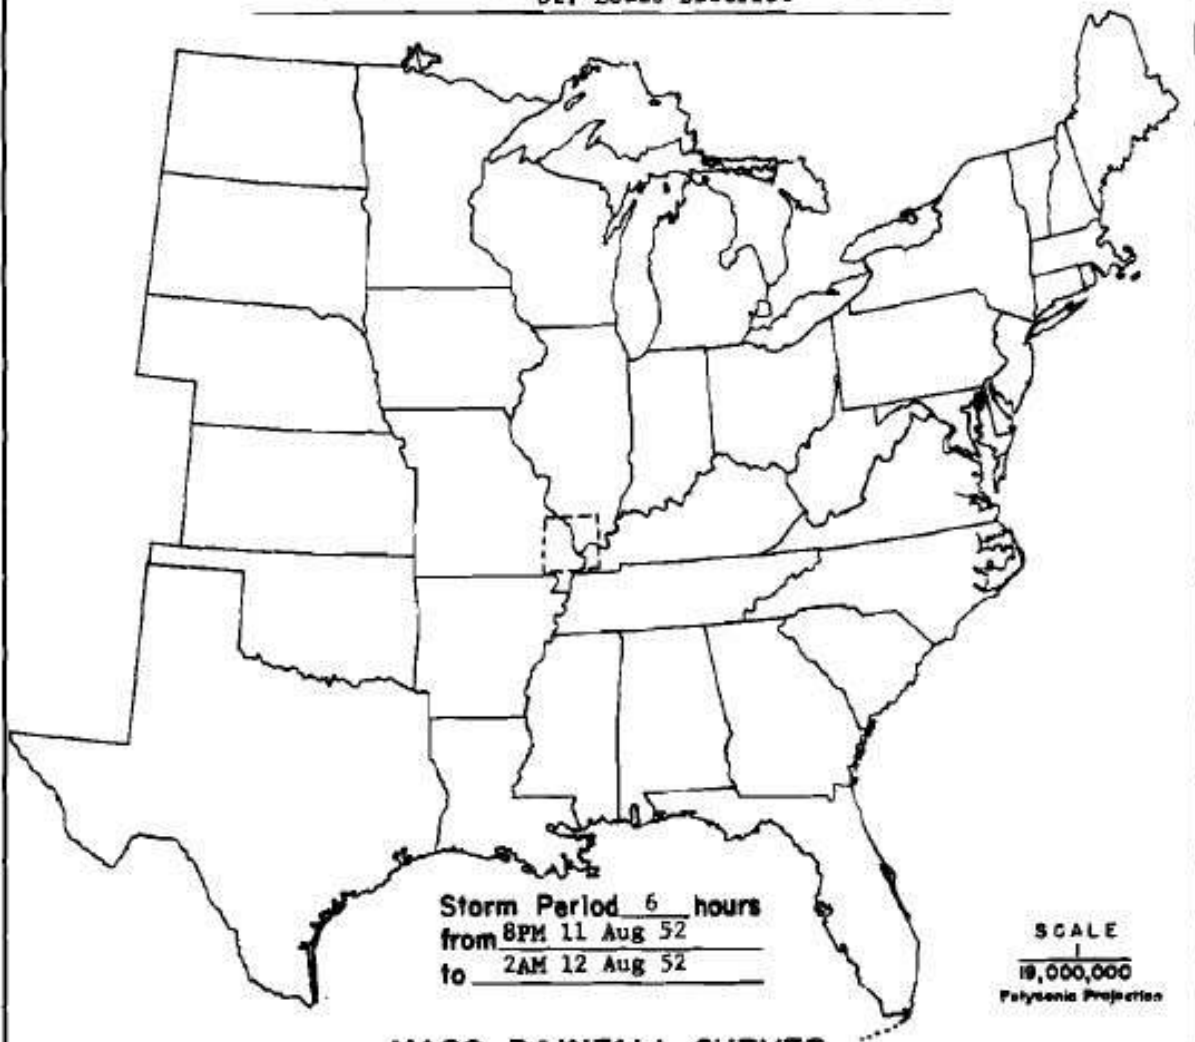 Storm Period 6 hours
from 8PM 11 Aug 52
to 2AM 12 Aug 52
SCALE
1
19,000,000
Polyconic Projection